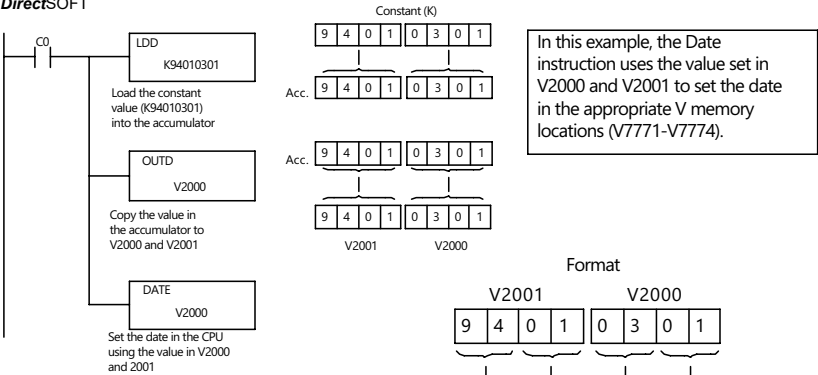 DirectSOFT
C0
LDD
K94010301
Load the constant
value (K94010301)
into the accumulator
OUTD
V2000
Copy the value in
the accumulator to
V2000 and V2001
DATE
V2000
Set the date in the CPU
using the value in V2000
and 2001
Constant (K)
9 4 0 1 0 3 0 1
Acc. 9 4 0 1 0 3 0 1
Acc. 9 4 0 1 0 3 0 1
9 4 0 1 0 3 0 1
V2001 V2000
In this example, the Date
instruction uses the value set in
V2000 and V2001 to set the date
in the appropriate V memory
locations (V7771-V7774).
Format
V2001 V2000
9 4 0 1 0 3 0 1